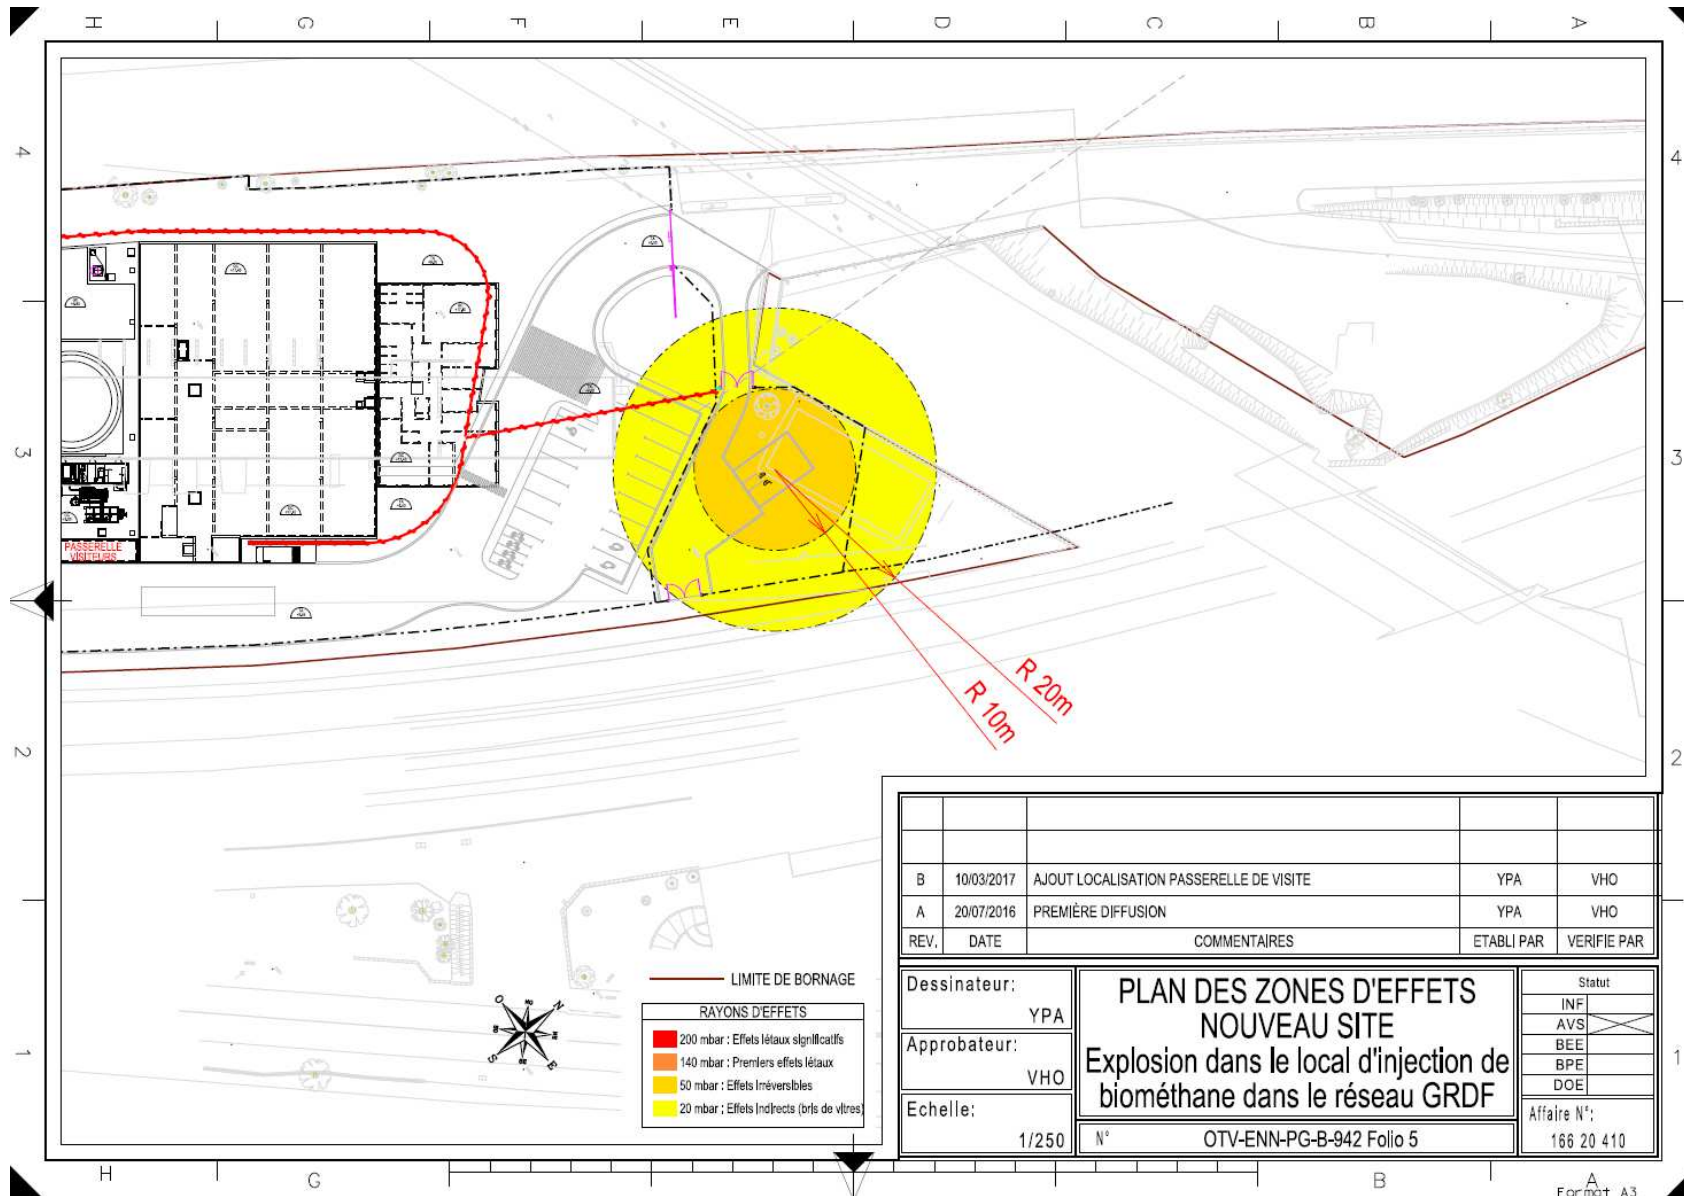 H G F E D C B A
4 4
3 3
2 2
1 1
PASSERELLE
VISITEURS
R 20m
R 10m
B 10/03/2017 AJOUT LOCALISATION PASSERELLE DE VISITE YPA VHO
A 20/07/2016 PREMIÈRE DIFFUSION YPA VHO
REV. DATE COMMENTAIRES ETABLI PAR VERIFIE PAR
LIMITE DE BORNAGE
RAYONS D'EFFETS
200 mbar : Effets létaux significatifs
140 mbar : Premiers effets létaux
50 mbar : Effets Irréversibles
20 mbar : Effets Indirects (bris de vitres)
N
E
S
O
Dessinateur:
YPA
Approbateur:
VHO
Echelle:
1/250
PLAN DES ZONES D'EFFETS
NOUVEAU SITE
Explosion dans le local d'injection de
biométhane dans le réseau GRDF
N° OTV-ENN-PG-B-942 Folio 5
Statut
INF
AVS
BEE
BPE
DOE
Affaire N°:
166 20 410
H G B A
Format A3